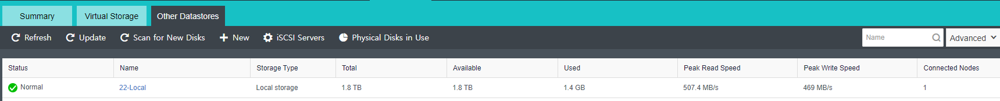 Summary Virtual Storage Other Datastores
Refresh Update Scan for New Disks New iSCSI Servers Physical Disks in Use Name Advanced
Status Name Storage Type Total Available Used Peak Read Speed Peak Write Speed Connected Nodes
Normal 22-Local Local storage 1.8 TB 1.8 TB 1.4 GB 507.4 MB/s 469 MB/s 1